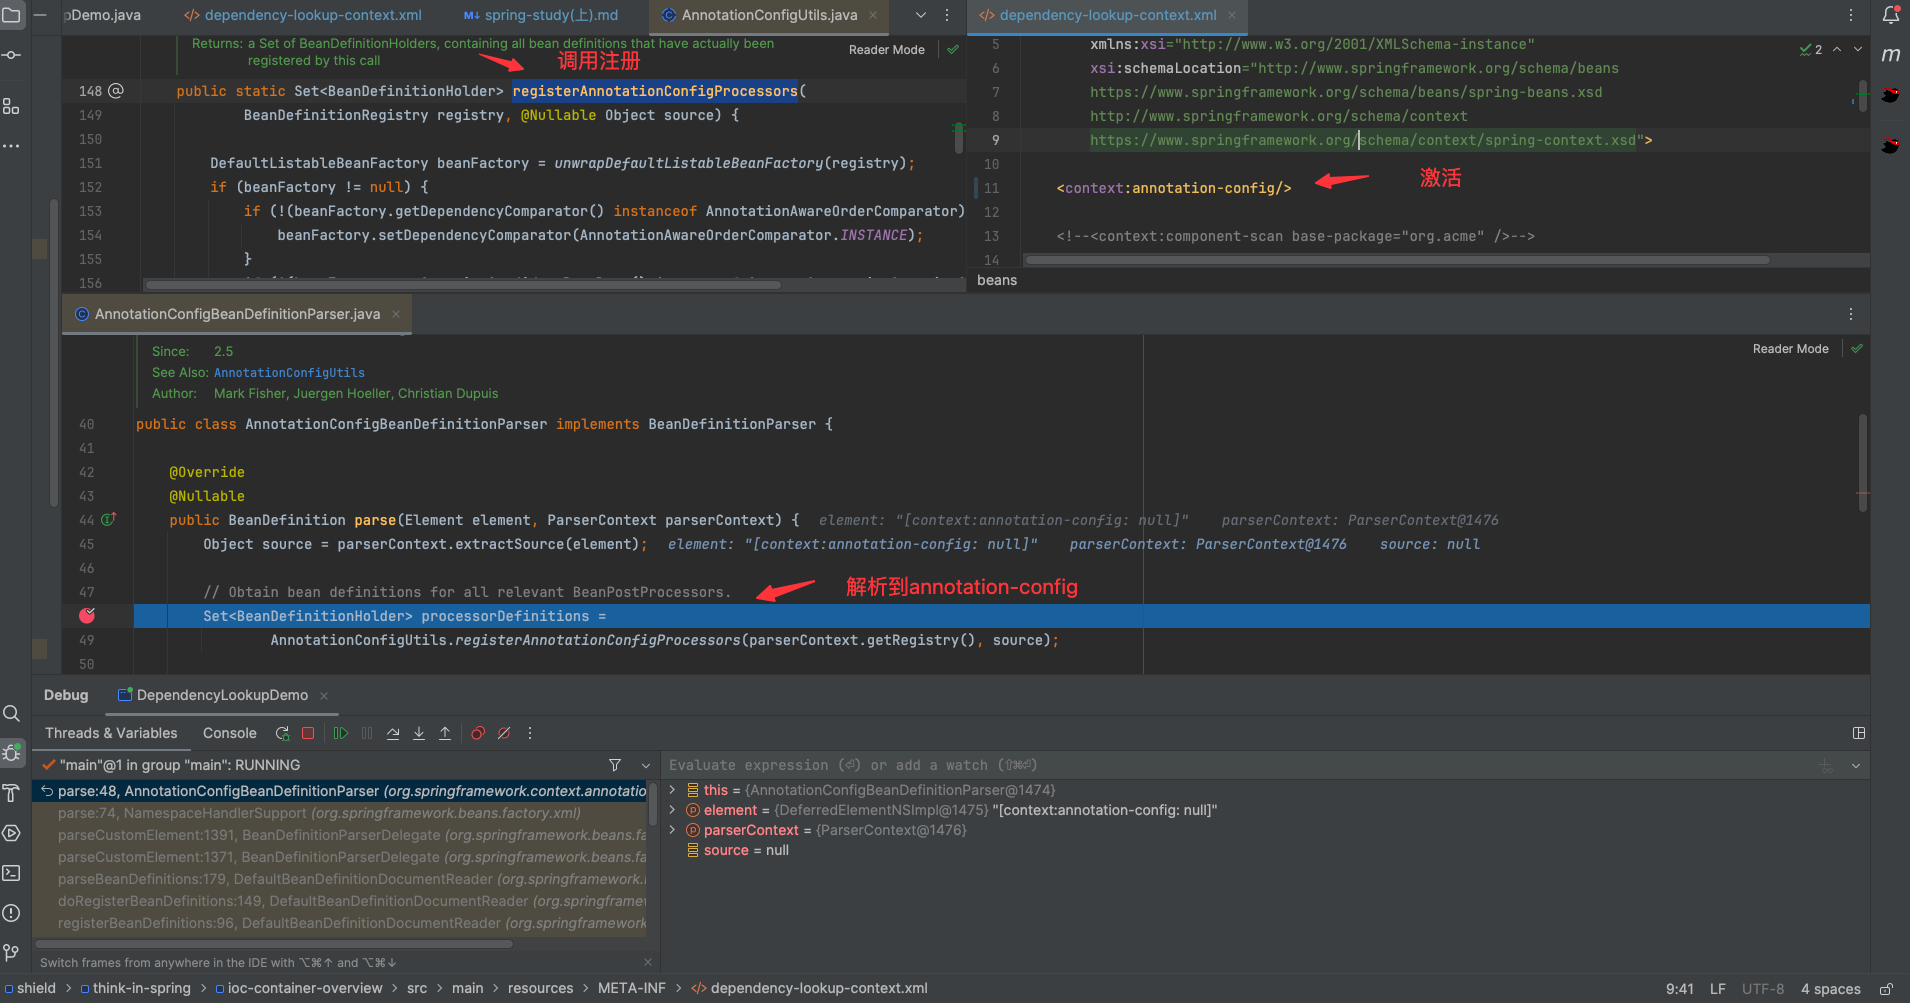 pDemo.java
dependency-lookup-context.xml
spring-study(上).md
AnnotationConfigUtils.java
Returns: a Set of BeanDefinitionHolders, containing all bean definitions that have actually been
registered by this call
调用注册
Reader Mode
148 public static Set<BeanDefinitionHolder> registerAnnotationConfigProcessors(
149 BeanDefinitionRegistry registry, @Nullable Object source) {
150
151 DefaultListableBeanFactory beanFactory = unwrapDefaultListableBeanFactory(registry);
152 if (beanFactory != null) {
153 if (!(beanFactory.getDependencyComparator() instanceof AnnotationAwareOrderComparator)
154 beanFactory.setDependencyComparator(AnnotationAwareOrderComparator.INSTANCE);
155 }
156
dependency-lookup-context.xml
2
5 xmlns:xsi="http://www.w3.org/2001/XMLSchema-instance"
6 xsi:schemaLocation="http://www.springframework.org/schema/beans
7 https://www.springframework.org/schema/beans/spring-beans.xsd
8 http://www.springframework.org/schema/context
9 https://www.springframework.org/schema/context/spring-context.xsd">
10
11 <context:annotation-config/>
激活
12
13 <!--<context:component-scan base-package="org.acme" />-->
14
beans
AnnotationConfigBeanDefinitionParser.java
Since: 2.5
See Also: AnnotationConfigUtils
Author: Mark Fisher, Juergen Hoeller, Christian Dupuis
Reader Mode
40 public class AnnotationConfigBeanDefinitionParser implements BeanDefinitionParser {
41
42 @Override
43 @Nullable
44 public BeanDefinition parse(Element element, ParserContext parserContext) { element: "[context:annotation-config: null]" parserContext: ParserContext@1476
45 Object source = parserContext.extractSource(element); element: "[context:annotation-config: null]" parserContext: ParserContext@1476 source: null
46
47 // Obtain bean definitions for all relevant BeanPostProcessors.
解析到annotation-config
Set<BeanDefinitionHolder> processorDefinitions =
49 AnnotationConfigUtils.registerAnnotationConfigProcessors(parserContext.getRegistry(), source);
50
Debug
DependencyLookupDemo
Threads & Variables
Console
"main"@1 in group "main": RUNNING
parse:48, AnnotationConfigBeanDefinitionParser (org.springframework.context.annotatio
parse:74, NamespaceHandlerSupport (org.springframework.beans.factory.xml)
parseCustomElement:1391, BeanDefinitionParserDelegate (org.springframework.beans.fa
parseCustomElement:1371, BeanDefinitionParserDelegate (org.springframework.beans.fa
parseBeanDefinitions:179, DefaultBeanDefinitionDocumentReader (org.springframework.
doRegisterBeanDefinitions:149, DefaultBeanDefinitionDocumentReader (org.springframe
registerBeanDefinitions:96, DefaultBeanDefinitionDocumentReader (org.springframework
Switch frames from anywhere in the IDE with ⌥⌘↑ and ⌥⌘↓
Evaluate expression (⏎) or add a watch (⇧⌘⏎)
this = {AnnotationConfigBeanDefinitionParser@1474}
element = {DeferredElementNSImpl@1475} "[context:annotation-config: null]"
parserContext = {ParserContext@1476}
source = null
shield > think-in-spring > ioc-container-overview > src > main > resources > META-INF > dependency-lookup-context.xml
9:41 LF UTF-8 4 spaces